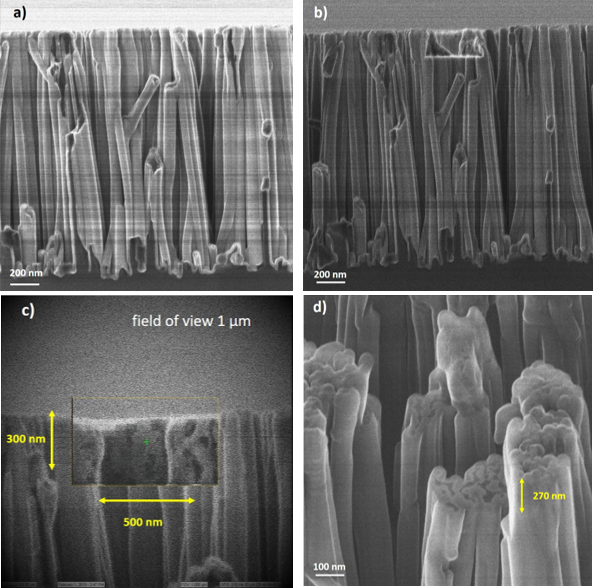 a)
200 nm
b)
200 nm
c)
field of view 1 µm
300 nm
500 nm
d)
270 nm
100 nm